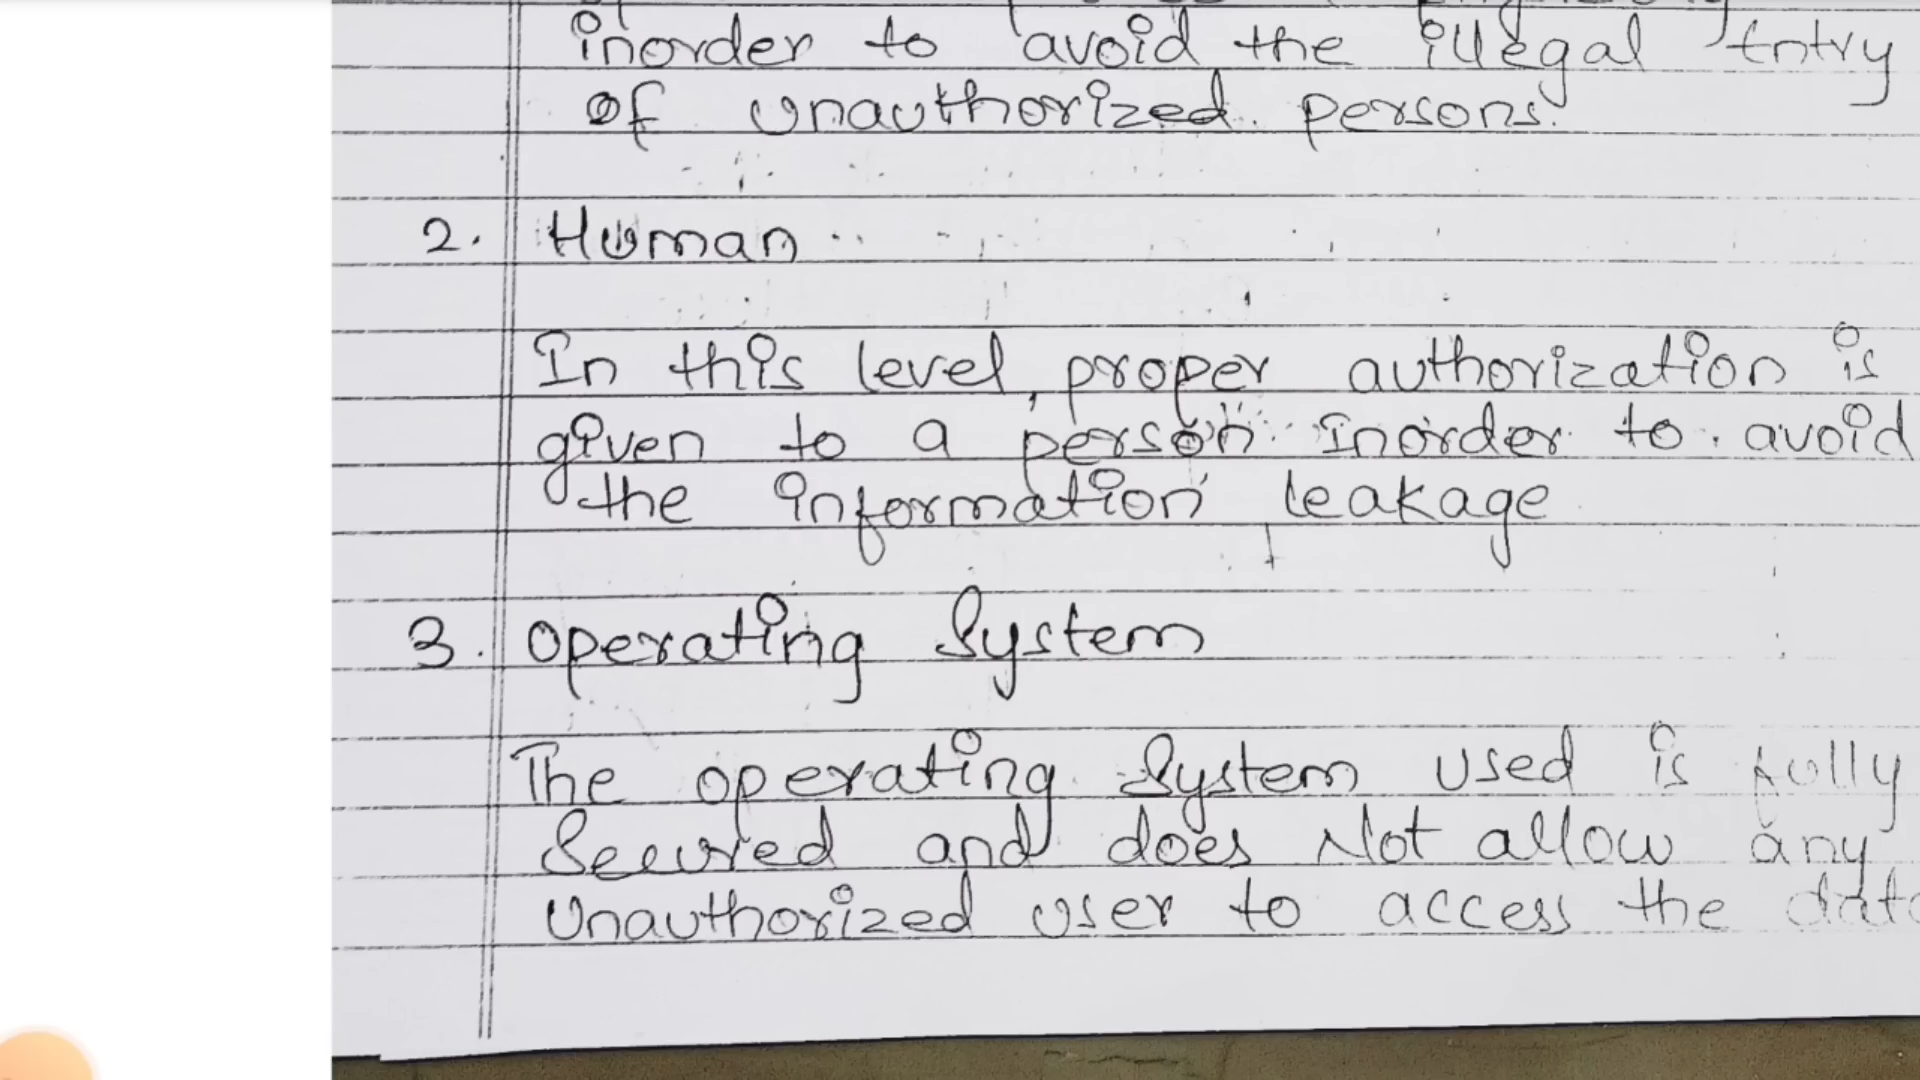 inorder to avoid the illegal Entry
of unauthorized persons.
2. Human
In this level, proper authorization is
given to a person inorder to avoid
the information leakage
3. Operating System
The operating System used is fully
Secured and does Not allow any
Unauthorized user to access the data